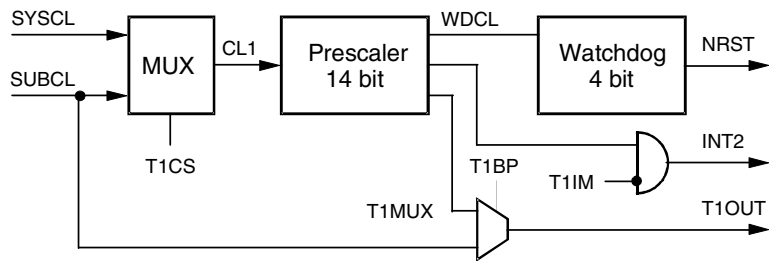 SYSCL
SUBCL
MUX
T1CS
CL1
Prescaler
14 bit
WDCL
Watchdog
4 bit
NRST
INT2
T1BP
T1IM
T1MUX
T1OUT